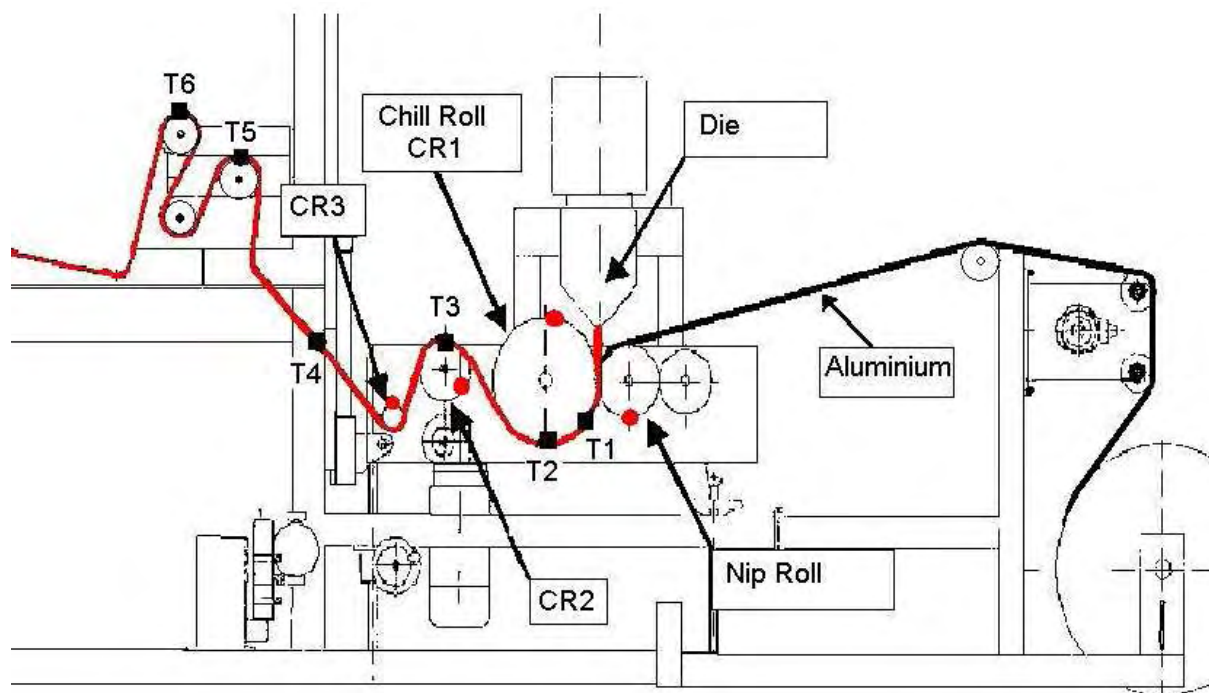 T6
T5
Chill Roll
CR1
Die
CR3
T3
Aluminium
T4
T1
T2
Nip Roll
CR2